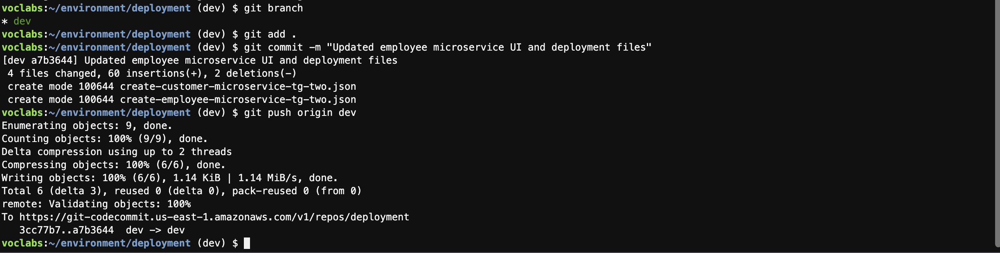 voclabs:~/environment/deployment (dev) $ git branch
* dev
voclabs:~/environment/deployment (dev) $ git add .
voclabs:~/environment/deployment (dev) $ git commit -m "Updated employee microservice UI and deployment files"
[dev a7b3644] Updated employee microservice UI and deployment files
 4 files changed, 60 insertions(+), 2 deletions(-)
 create mode 100644 create-customer-microservice-tg-two.json
 create mode 100644 create-employee-microservice-tg-two.json
voclabs:~/environment/deployment (dev) $ git push origin dev
Enumerating objects: 9, done.
Counting objects: 100% (9/9), done.
Delta compression using up to 2 threads
Compressing objects: 100% (6/6), done.
Writing objects: 100% (6/6), 1.14 KiB | 1.14 MiB/s, done.
Total 6 (delta 3), reused 0 (delta 0), pack-reused 0 (from 0)
remote: Validating objects: 100%
To https://git-codecommit.us-east-1.amazonaws.com/v1/repos/deployment
   3cc77b7..a7b3644  dev -> dev
voclabs:~/environment/deployment (dev) $